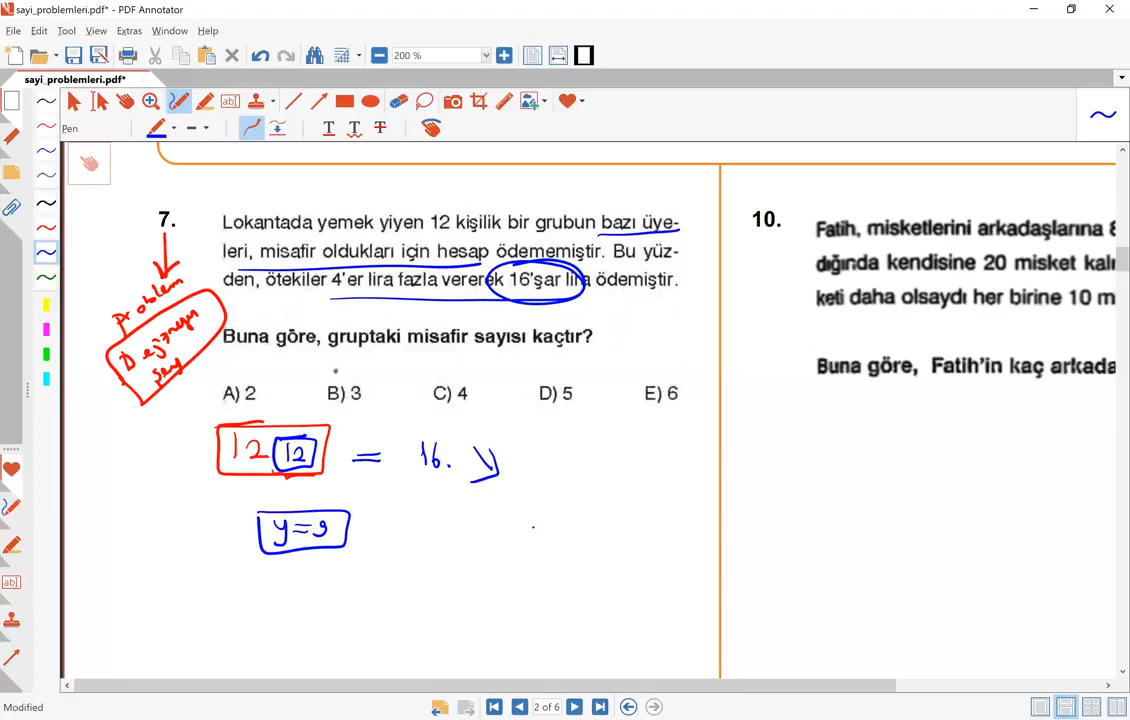 sayi_problemleri.pdf* - PDF Annotator
File Edit Tool View Extras Window Help
200 %
sayi_problemleri.pdf*
Pen
7.
Lokantada yemek yiyen 12 kişilik bir grubun bazı üye-
leri, misafir oldukları için hesap ödememiştir. Bu yüz-
den, ötekiler 4'er lira fazla vererek 16'şar lira ödemiştir.
Buna göre, gruptaki misafir sayısı kaçtır?
A) 2 B) 3 C) 4 D) 5 E) 6
Problem
12 12 = 16.
y=9
10.
Fatih, misketlerini arkadaşlarına 8
dığında kendisine 20 misket kalı
keti daha olsaydı her birine 10 m
Buna göre, Fatih'in kaç arkada
2 of 6
Modified